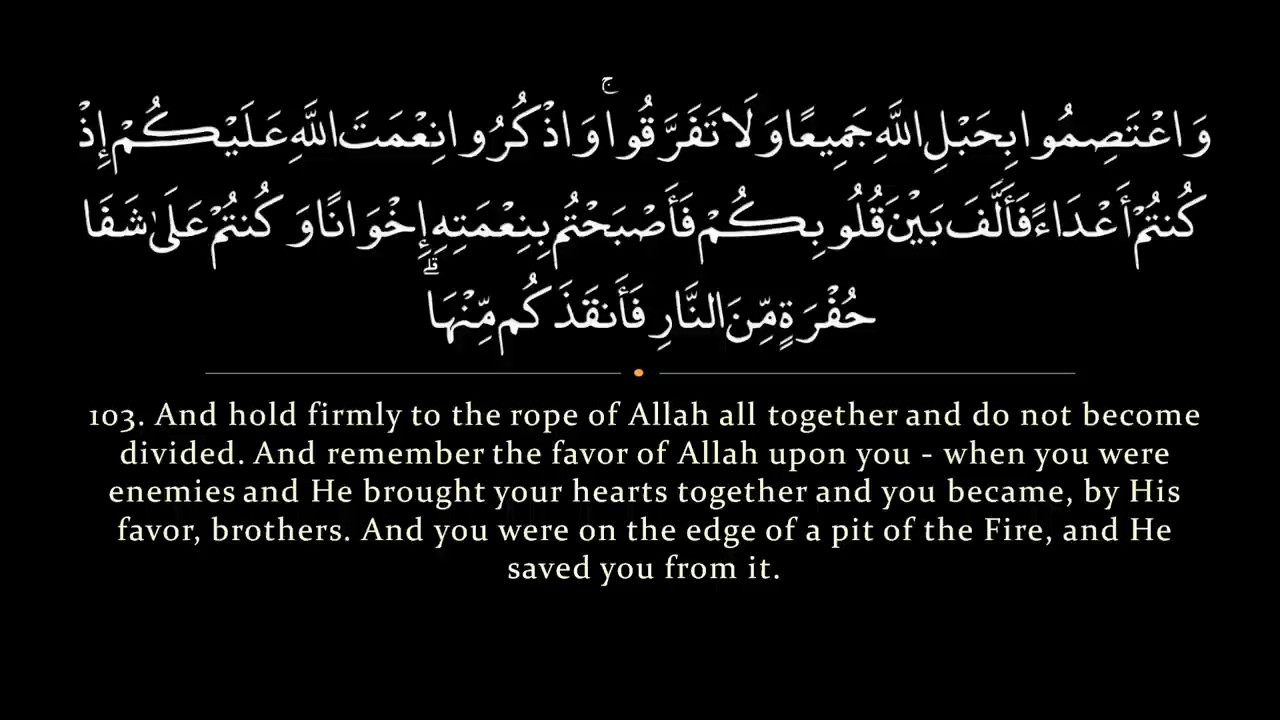 وَاعْتَصِمُوا بِحَبْلِ اللَّهِ جَمِيعًا وَلَا تَفَرَّقُوا ۚ وَاذْكُرُوا نِعْمَتَ اللَّهِ عَلَيْكُمْ إِذْ
كُنتُمْ أَعْدَاءً فَأَلَّفَ بَيْنَ قُلُوبِكُمْ فَأَصْبَحْتُم بِنِعْمَتِهِ إِخْوَانًا وَكُنتُمْ عَلَىٰ شَفَا
حُفْرَةٍ مِّنَ النَّارِ فَأَنقَذَكُم مِّنْهَا ۗ
103. And hold firmly to the rope of Allah all together and do not become
divided. And remember the favor of Allah upon you - when you were
enemies and He brought your hearts together and you became, by His
favor, brothers. And you were on the edge of a pit of the Fire, and He
saved you from it.